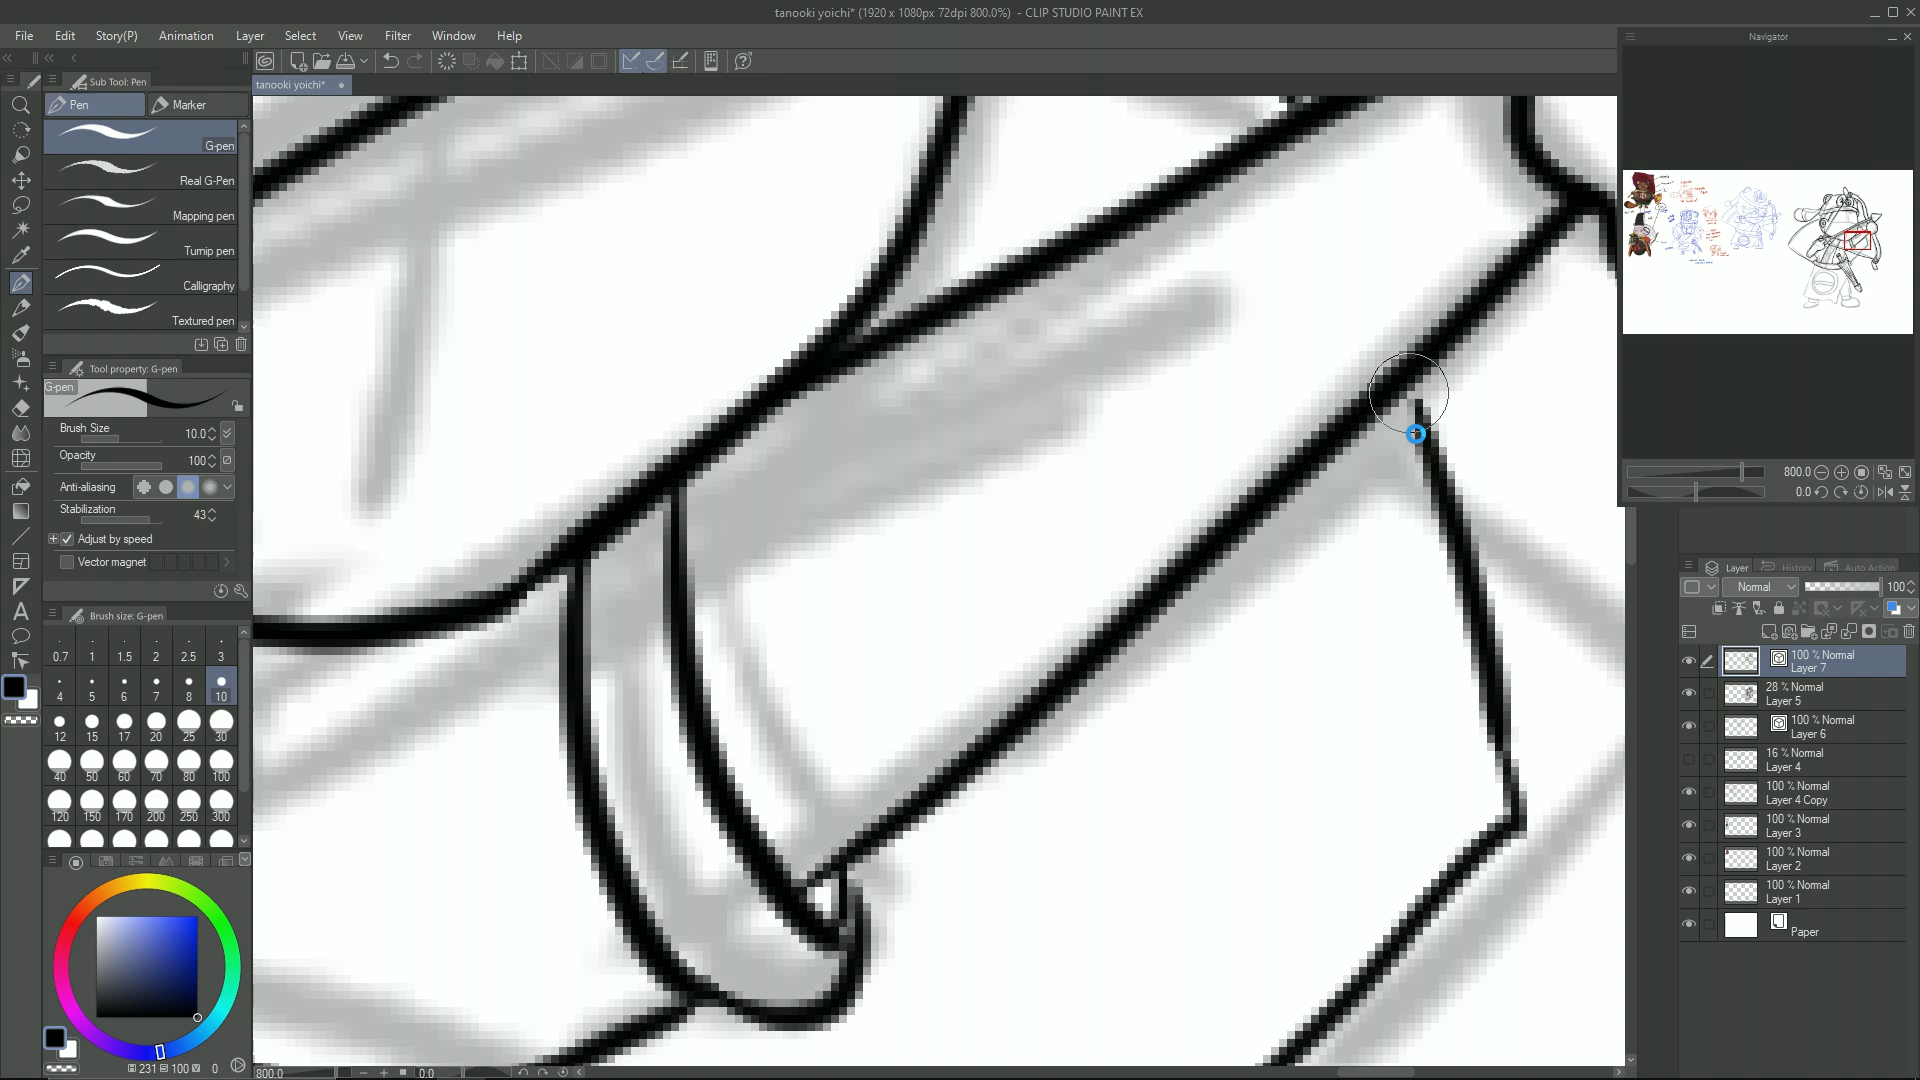 tanooki yoichi* (1920 x 1080px 72dpi 800.0%) - CLIP STUDIO PAINT EX
File Edit Story(P) Animation Layer Select View Filter Window Help
Navigator
Sub Tool: Pen
tanooki yoichi*
Pen Marker
G-pen
Real G-Pen
Mapping pen
Turnip pen
Calligraphy
Textured pen
Tool property: G-pen
G-pen
Brush Size 10.0
Opacity 100
Anti-aliasing
Stabilization 43
Adjust by speed
Vector magnet
Brush size: G-pen
0.7 1 1.5 2 2.5 3
4 5 6 7 8 10
12 15 17 20 25 30
40 50 60 70 80 100
120 150 170 200 250 300
231 100 0
800.0 0.0
800.0
0.0
Layer History Auto Action
Normal 100
100 % Normal
Layer 7
28 % Normal
Layer 5
100 % Normal
Layer 6
16 % Normal
Layer 4
100 % Normal
Layer 4 Copy
100 % Normal
Layer 3
100 % Normal
Layer 2
100 % Normal
Layer 1
Paper